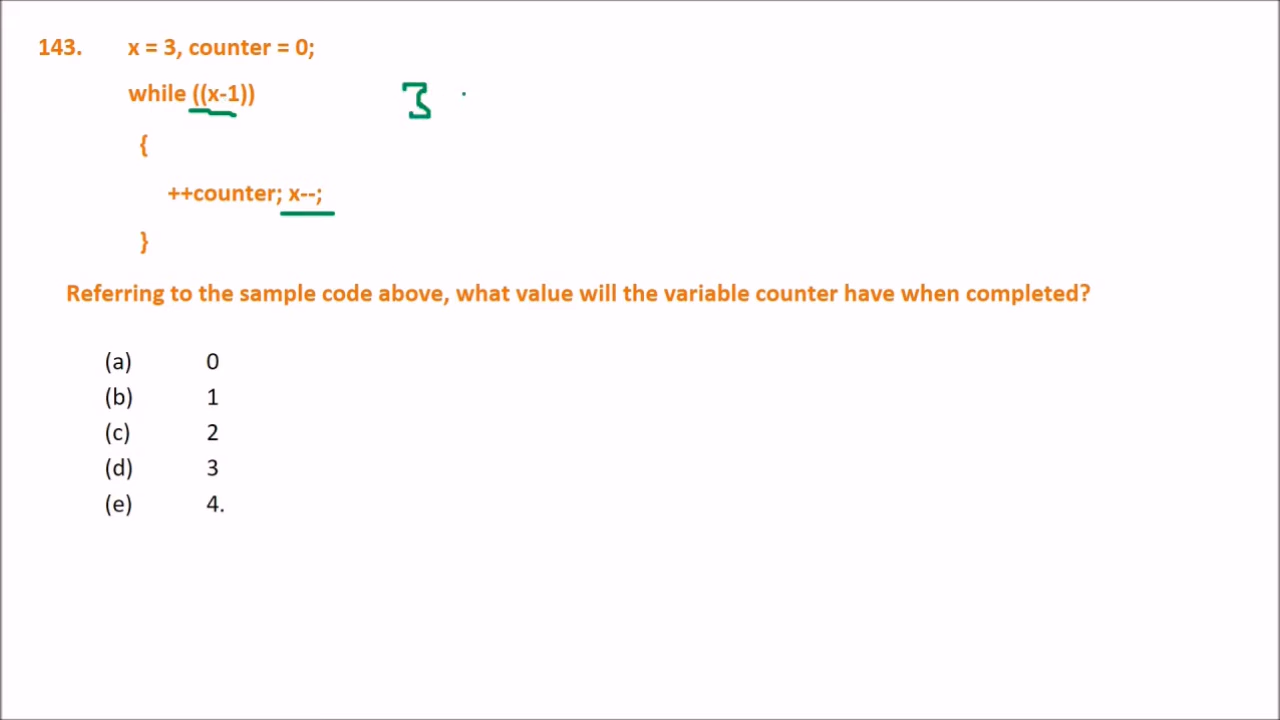 143. x = 3, counter = 0;
while ((x-1)) 3
{
++counter; x--;
}
Referring to the sample code above, what value will the variable counter have when completed?
(a) 0
(b) 1
(c) 2
(d) 3
(e) 4.